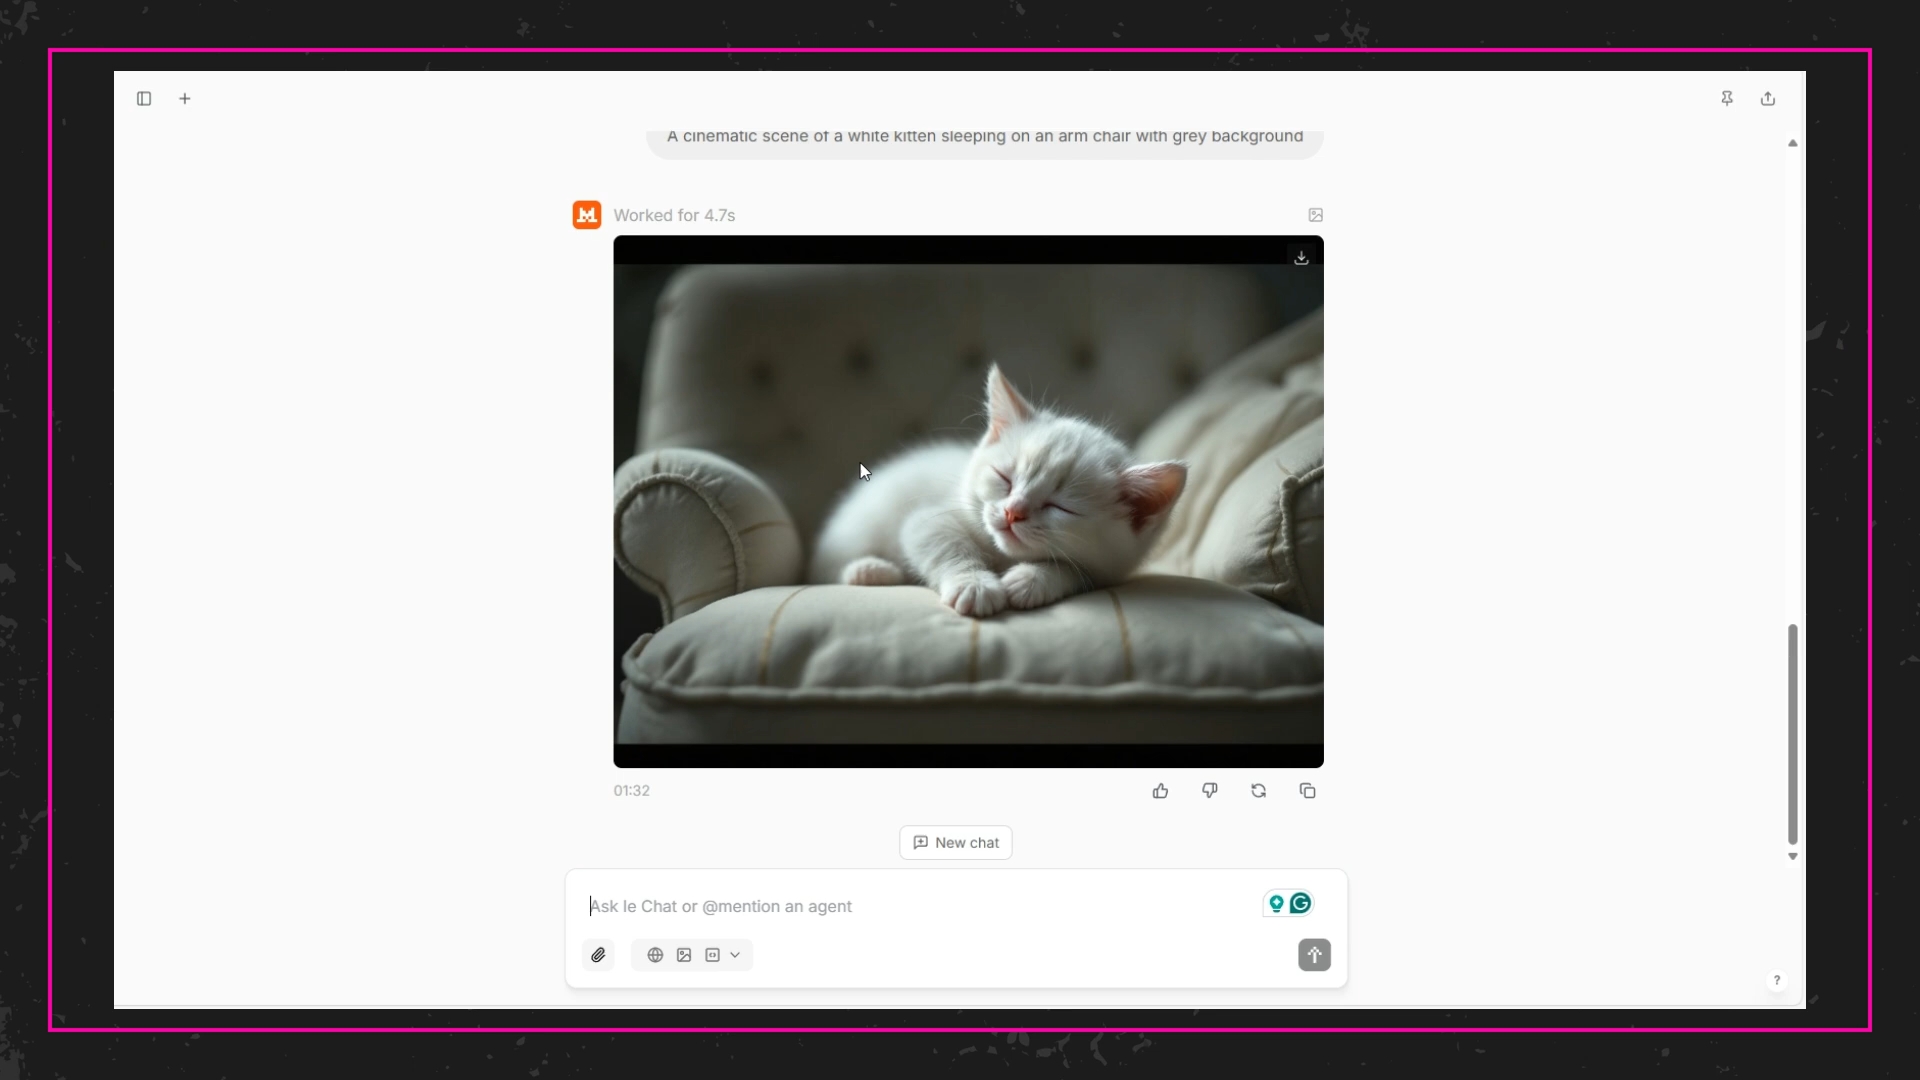 A cinematic scene of a white kitten sleeping on an arm chair with grey background
Worked for 4.7s
01:32
New chat
Ask le Chat or @mention an agent
?